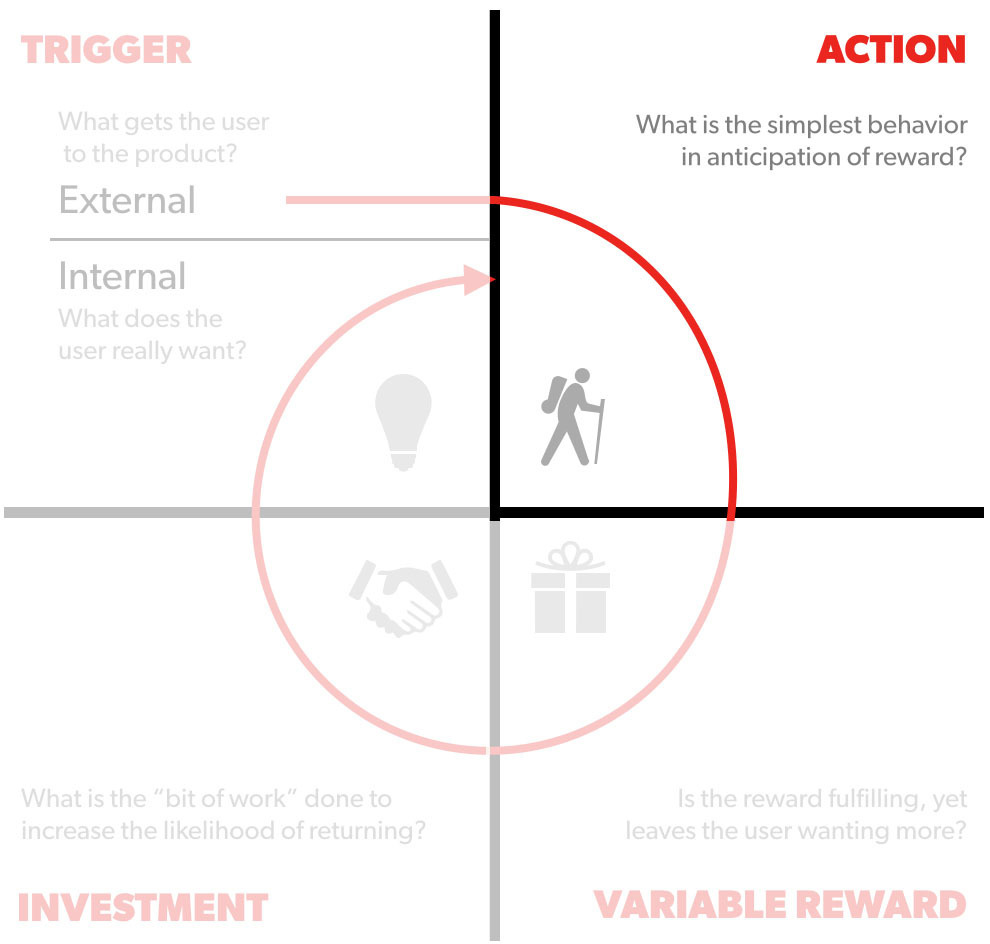 TRIGGER
What gets the user
to the product?
External
Internal
What does the
user really want?
ACTION
What is the simplest behavior
in anticipation of reward?
What is the “bit of work” done to
increase the likelihood of returning?
INVESTMENT
Is the reward fulfilling, yet
leaves the user wanting more?
VARIABLE REWARD